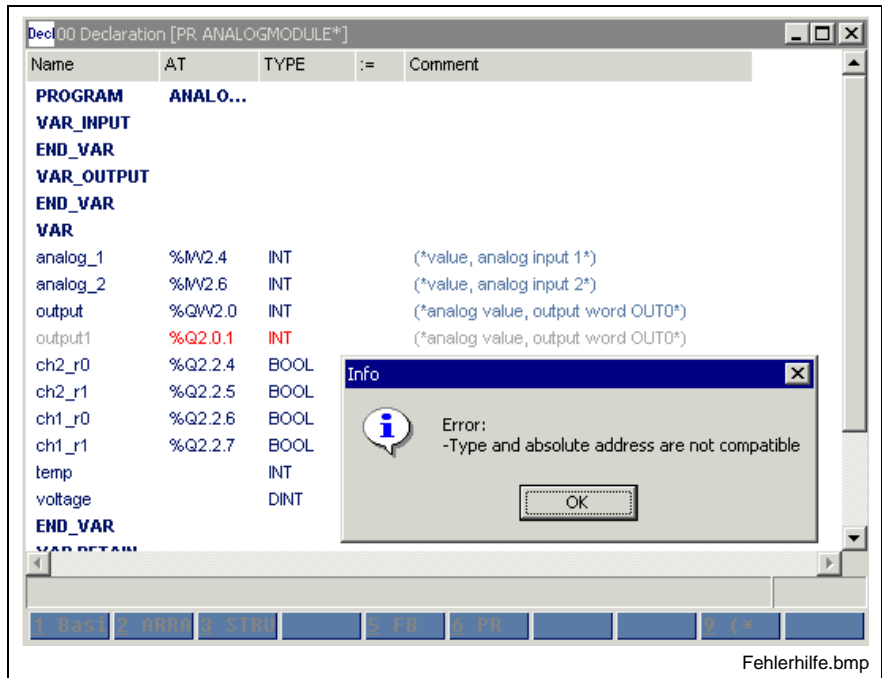 Decl 00 Declaration [PR ANALOGMODULE*]
Name AT TYPE := Comment
PROGRAM ANALO...
VAR_INPUT
END_VAR
VAR_OUTPUT
END_VAR
VAR
analog_1 %IW2.4 INT (*value, analog input 1*)
analog_2 %IW2.6 INT (*value, analog input 2*)
output %QW2.0 INT (*analog value, output word OUT0*)
output1 %Q2.0.1 INT (*analog value, output word OUT0*)
ch2_r0 %Q2.2.4 BOOL
ch2_r1 %Q2.2.5 BOOL
ch1_r0 %Q2.2.6 BOOL
ch1_r1 %Q2.2.7 BOOL
temp INT
voltage DINT
END_VAR
VAR RETAIN
Info
Error:
-Type and absolute address are not compatible
OK
1 Basi 2 ARRA 3 STRU 5 FB 6 PR 9 (*
Fehlerhilfe.bmp